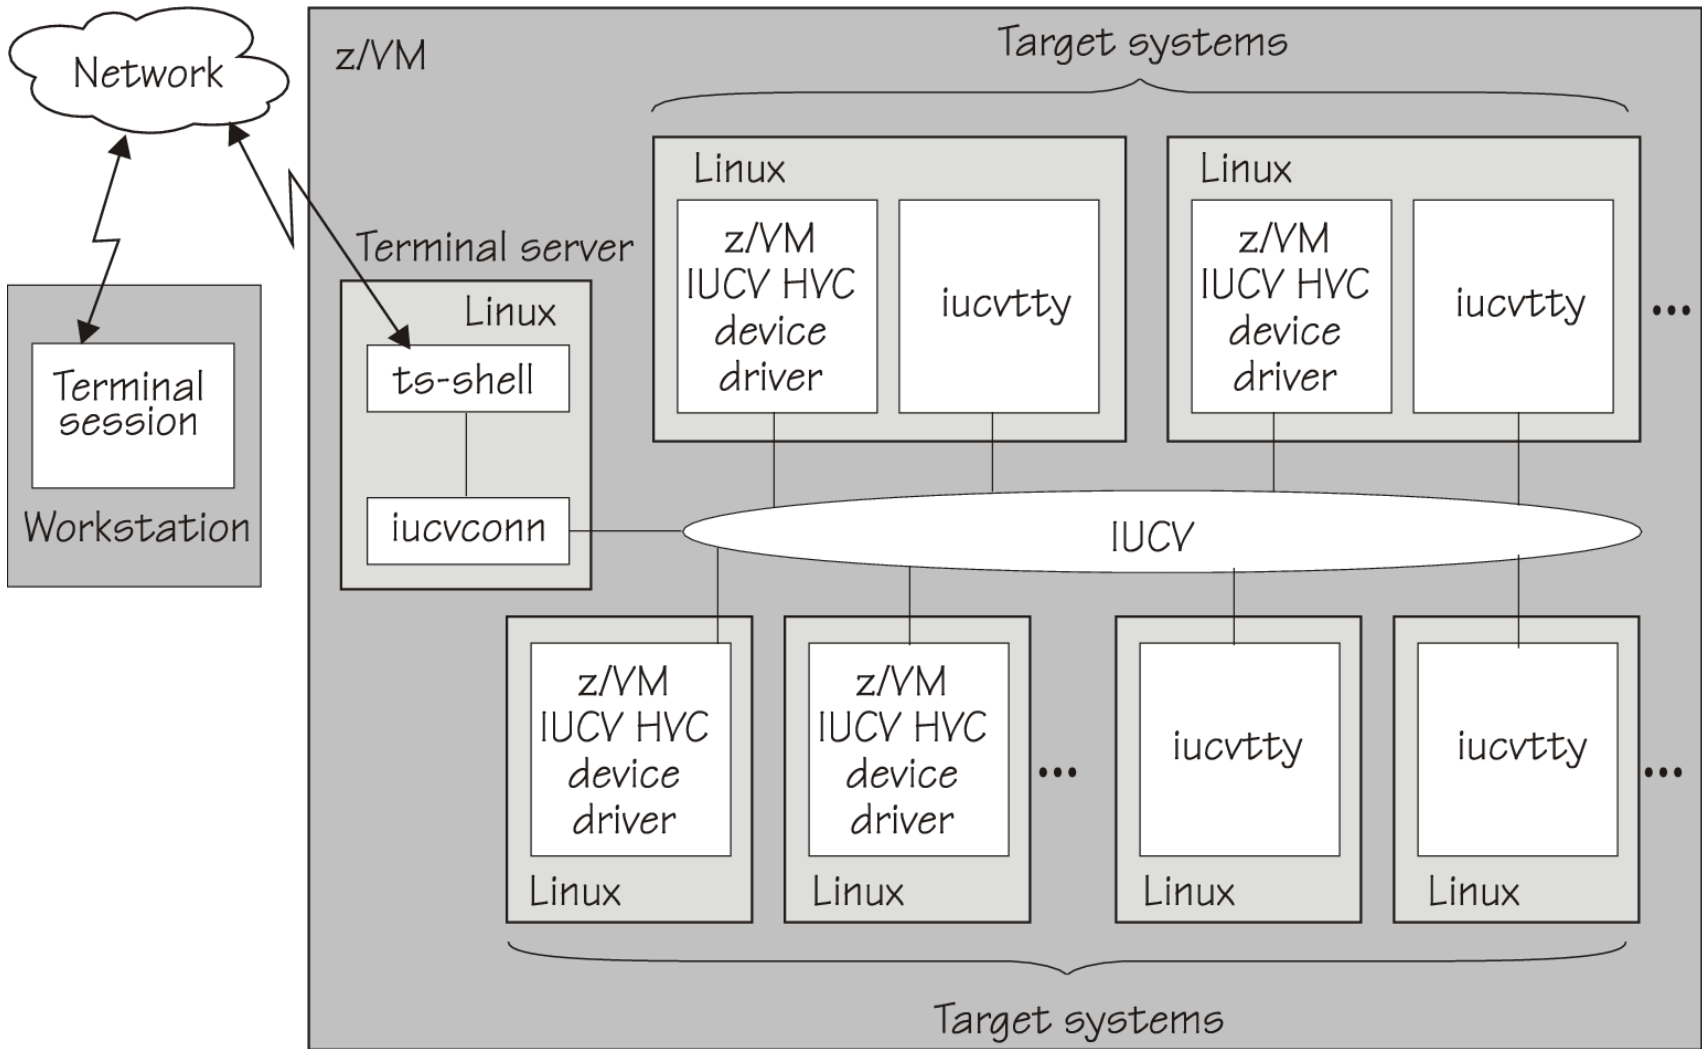 Network
z/VM
Target systems
Linux
z/VM
IUCV HVC
device
driver
iucvtty
Linux
z/VM
IUCV HVC
device
driver
iucvtty
...
Terminal server
Linux
ts-shell
iucvconn
Terminal
session
Workstation
IUCV
z/VM
IUCV HVC
device
driver
Linux
z/VM
IUCV HVC
device
driver
Linux
...
iucvtty
Linux
iucvtty
Linux
...
Target systems